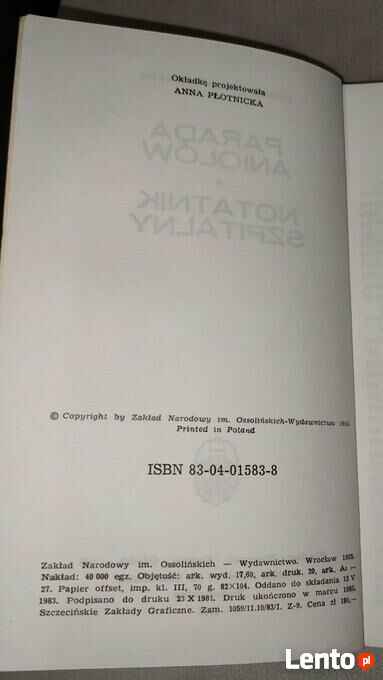 Okładkę projektowała
ANNA PŁOTNICKA
PARADA
ANIOŁÓW
NOTATNIK
SZPITALNY
© Copyright by Zakład Narodowy im. Ossolińskich-Wydawnictwo
Printed in Poland
ISBN 83-04-01583-8
Zakład Narodowy im. Ossolińskich — Wydawnictwo. Wrocław 1985.
Nakład: 40 000 egz. Objętość: ark. wyd. 17,60, ark. druk. 20, ark. A1 —
27. Papier offset, imp. kl. III, 70 g. 82×104. Oddano do składania 13 V
1983. Podpisano do druku 23 X 1984. Druk ukończono w marcu 1985.
Szczecińskie Zakłady Graficzne. Zam. 1059/11.10/83/I. Z-9. Cena zł 180,—
Lento.pl